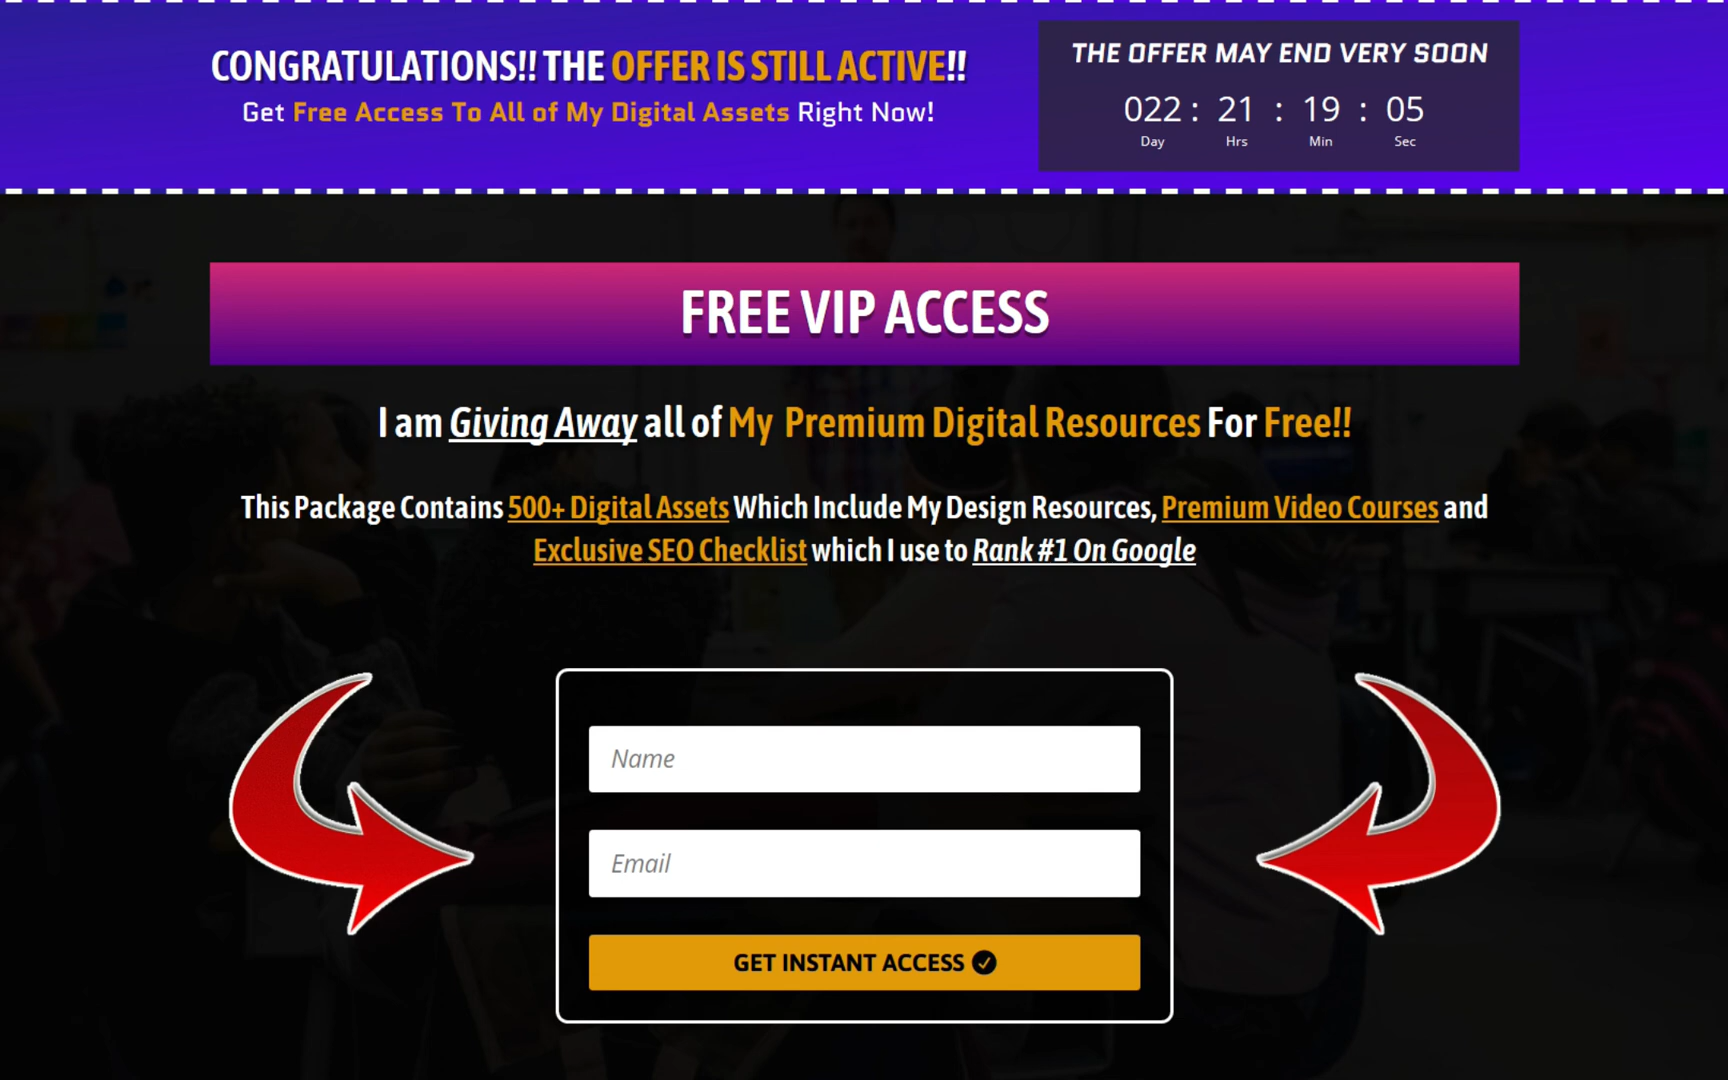 CONGRATULATIONS!! THE OFFER IS STILL ACTIVE!!
Get Free Access To All of My Digital Assets Right Now!
THE OFFER MAY END VERY SOON
022 : 21 : 19 : 05
Day Hrs Min Sec
FREE VIP ACCESS
I am Giving Away all of My Premium Digital Resources For Free!!
This Package Contains 500+ Digital Assets Which Include My Design Resources, Premium Video Courses and
Exclusive SEO Checklist which I use to Rank #1 On Google
Name
Email
GET INSTANT ACCESS